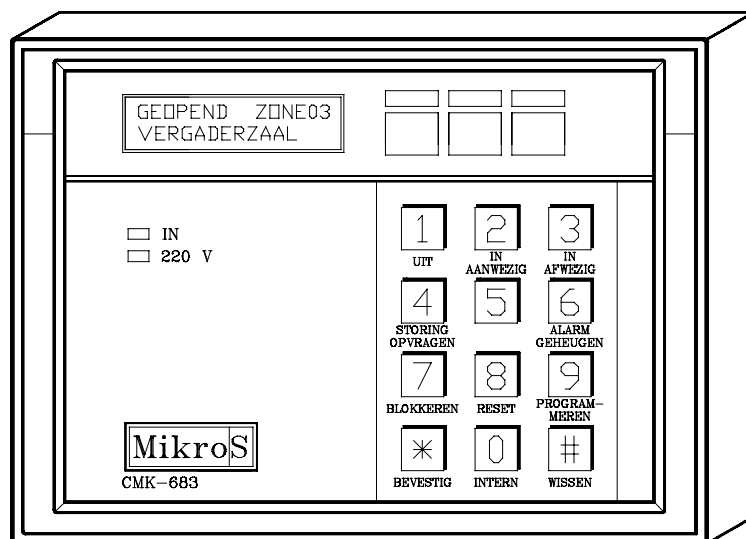 GEOPEND ZONE03
VERGADERZAAL
IN
220 V
1 2 3
UIT
IN
AANWEZIG
IN
AFWEZIG
4 5 6
STORING
OPVRAGEN
ALARM
GEHEUGEN
7 8 9
BLOKKEREN
RESET
PROGRAM-
MEREN
* 0 #
BEVESTIG
INTERN
WISSEN
MikroS
CMK-683